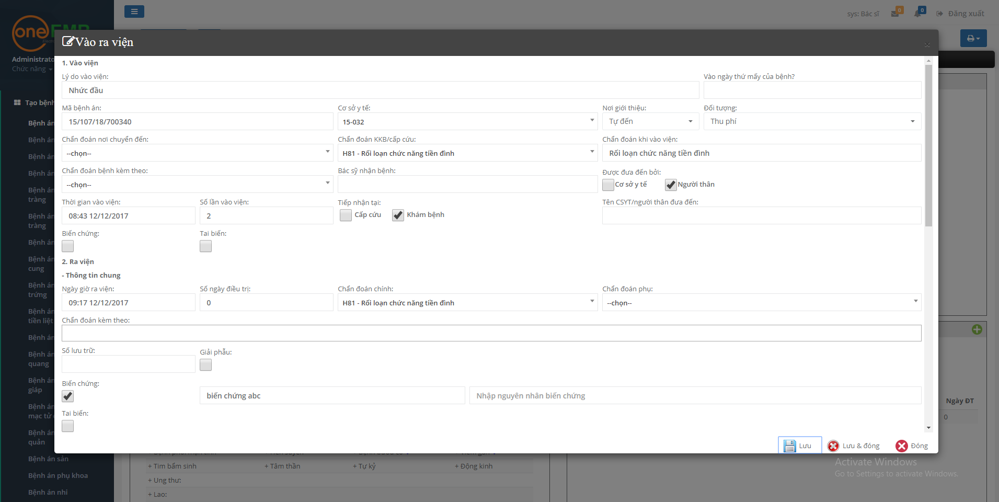 sys: Bác sĩ
0
0
Đăng xuất
one
Administrato
Chức năng
Tạo bệnh
Bệnh án
Bệnh án
Bệnh án
Bệnh án
Bệnh án
tràng
Bệnh án
tràng
Bệnh án
Bệnh án
cung
Bệnh án
trứng
Bệnh án
tiền liệt
Bệnh án
Bệnh án
quang
Bệnh án
giáp
Bệnh án
mạc tử
Bệnh án
quản
Bệnh án sản
Bệnh án phụ khoa
Bệnh án nhi
Vào ra viện
×
1. Vào viện
Lý do vào viện:
Vào ngày thứ mấy của bệnh?
Nhức đầu
Mã bệnh án:
Cơ sở y tế:
Nơi giới thiệu:
Đối tượng:
15/107/18/700340
15-032
Tự đến
Thu phí
Chẩn đoán nơi chuyển đến:
Chẩn đoán KKB/cấp cứu:
Chẩn đoán khi vào viện:
--chọn--
H81 - Rối loạn chức năng tiền đình
Rối loạn chức năng tiền đình
Chẩn đoán bệnh kèm theo:
Bác sỹ nhận bệnh:
Được đưa đến bởi:
--chọn--
Cơ sở y tế
Người thân
Thời gian vào viện:
Số lần vào viện:
Tiếp nhận tại:
Tên CSYT/người thân đưa đến:
08:43 12/12/2017
2
Cấp cứu
Khám bệnh
Biến chứng:
Tai biến:
2. Ra viện
- Thông tin chung
Ngày giờ ra viện:
Số ngày điều trị:
Chẩn đoán chính:
Chẩn đoán phụ:
09:17 12/12/2017
0
H81 - Rối loạn chức năng tiền đình
--chọn--
Chẩn đoán kèm theo:
Số lưu trữ:
Giải phẫu:
Biến chứng:
biến chứng abc
Nhập nguyên nhân biến chứng
Tai biến:
Lưu
Lưu & đóng
Đóng
Ngày ĐT
0
+ Tim bẩm sinh
+ Tâm thần
+ Tự kỷ
+ Động kinh
+ Ung thư:
+ Lao:
Activate Windows
Go to Settings to activate Windows.